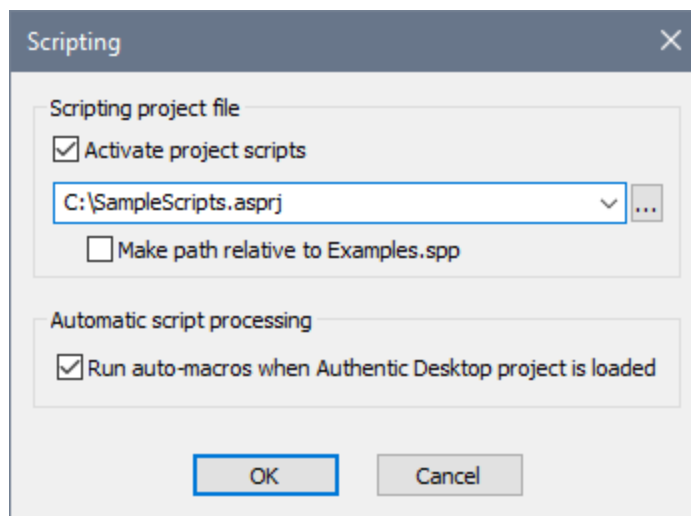 Scripting
Scripting project file
Activate project scripts
C:\SampleScripts.asprj
...
Make path relative to Examples.spp
Automatic script processing
Run auto-macros when Authentic Desktop project is loaded
OK
Cancel